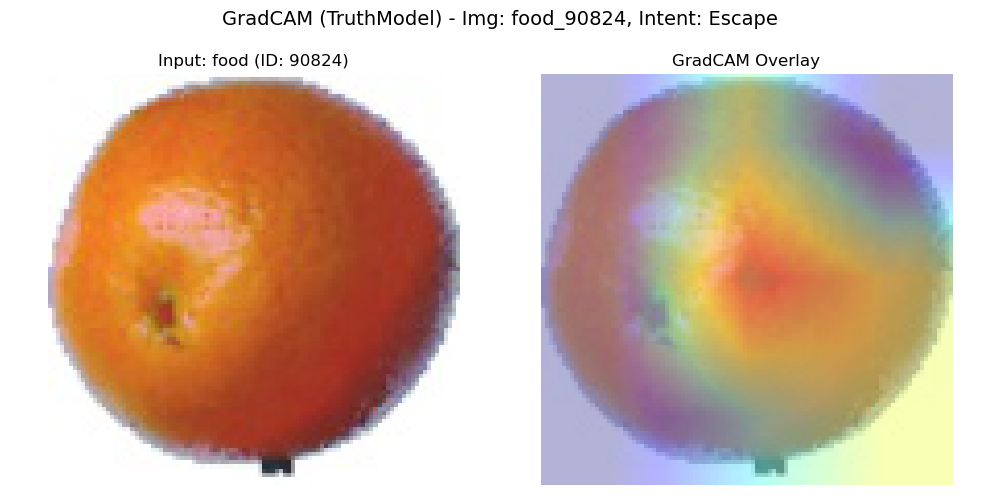 GradCAM (TruthModel) - Img: food_90824, Intent: Escape
Input: food (ID: 90824)
GradCAM Overlay